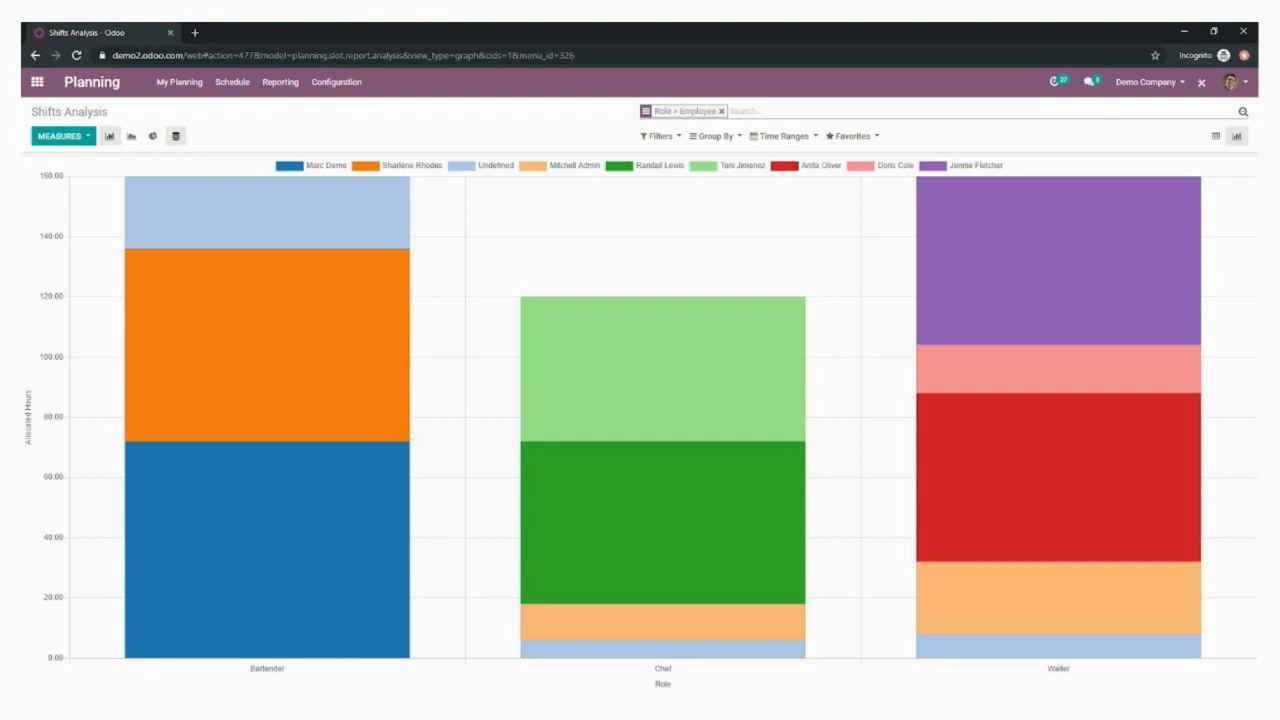 Shifts Analysis - Odoo
demo2.odoo.com/web#action=477&model=planning.slot.report.analysis&view_type=graph&cids=1&menu_id=326
Incognito
Planning My Planning Schedule Reporting Configuration 27 5 Demo Company
Shifts Analysis
Role > Employee Search...
MEASURES Filters Group By Time Ranges Favorites
Marc Demo Sharlene Rhodes Undefined Mitchell Admin Randall Lewis Toni Jimenez Anita Oliver Doris Cole Jennie Fletcher
160.00
140.00
120.00
100.00
80.00
60.00
40.00
20.00
0.00
Allocated Hours
Bartender Chef Waiter
Role